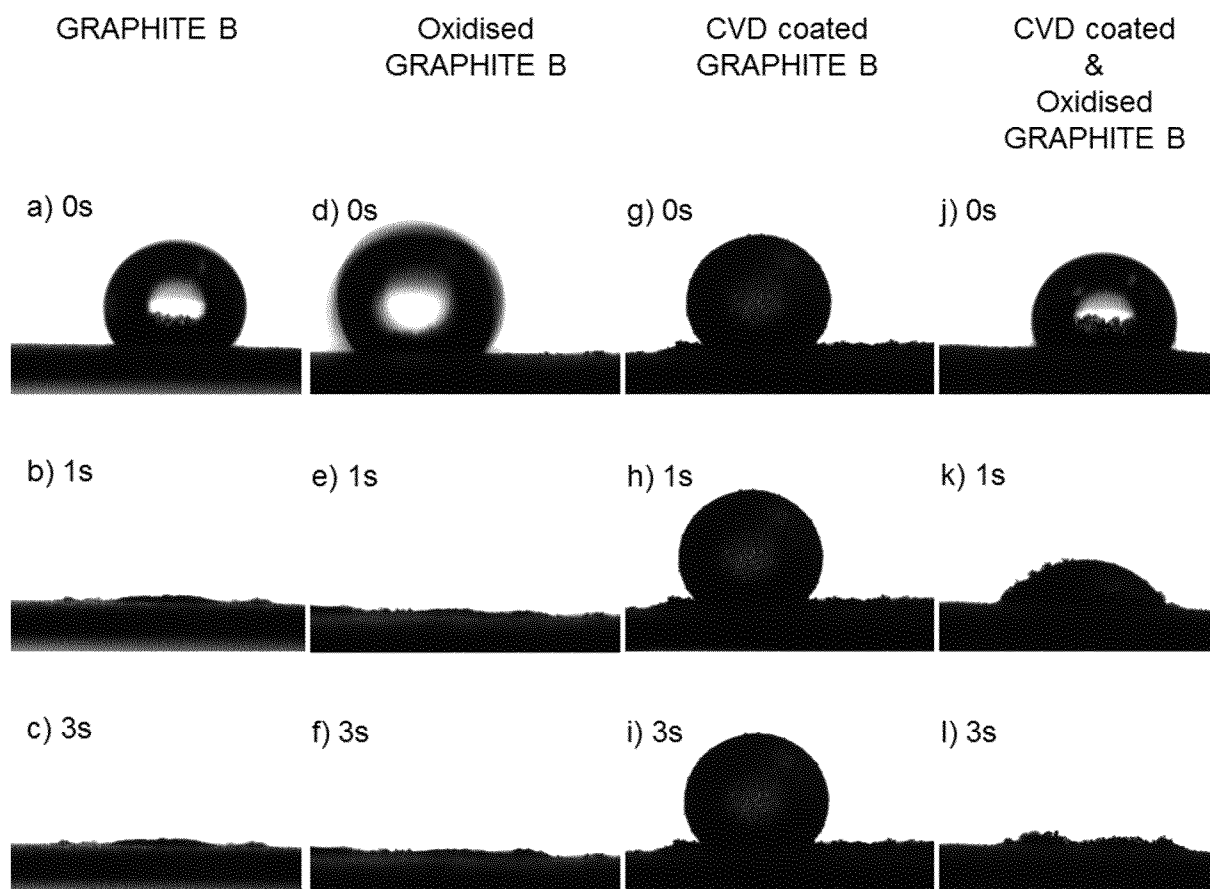 GRAPHITE B
Oxidised
GRAPHITE B
CVD coated
GRAPHITE B
CVD coated
&
Oxidised
GRAPHITE B
a) 0s
d) 0s
g) 0s
j) 0s
b) 1s
e) 1s
h) 1s
k) 1s
c) 3s
f) 3s
i) 3s
l) 3s